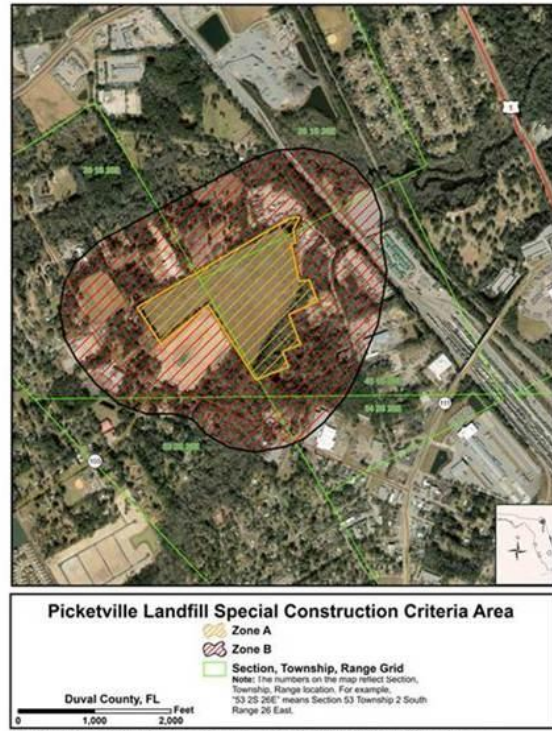 1
111
Picketville Landfill Special Construction Criteria Area
Zone A
Zone B
Section, Township, Range Grid
Note: The numbers on the map reflect Section,
Township, Range location. For example,
"53 2S 26E" means Section 53 Township 2 South
Range 26 East.
Duval County, FL
Feet
0 1,000 2,000